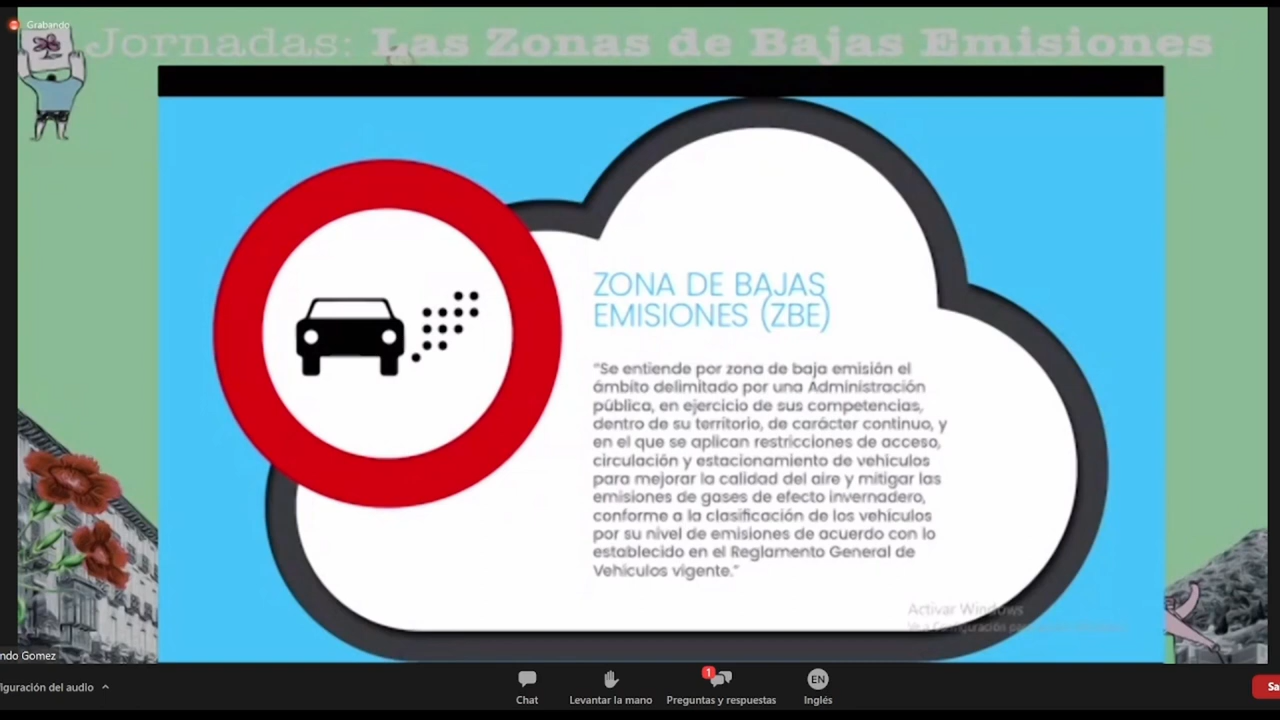 Grabando
Jornadas: Las Zonas de Bajas Emisiones
ZONA DE BAJAS
EMISIONES (ZBE)
"Se entiende por zona de baja emisión el
ámbito delimitado por una Administración
pública, en ejercicio de sus competencias,
dentro de su territorio, de carácter continuo, y
en el que se aplican restricciones de acceso,
circulación y estacionamiento de vehículos
para mejorar la calidad del aire y mitigar las
emisiones de gases de efecto invernadero,
conforme a la clasificación de los vehículos
por su nivel de emisiones de acuerdo con lo
establecido en el Reglamento General de
Vehículos vigente."
Activar Windows
Ve a Configuración para
ndo Gomez
iguración del audio
Chat
Levantar la mano
1
Preguntas y respuestas
EN
Inglés
Sa